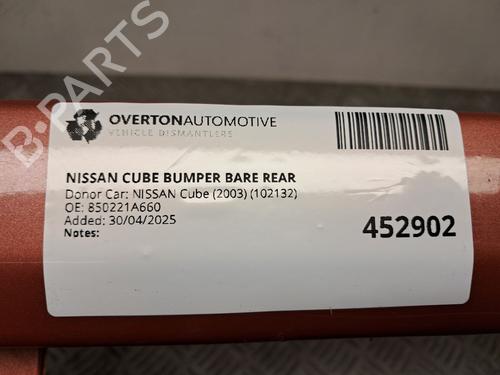 OVERTONAUTOMOTIVE
VEHICLE DISMANTLERS
NISSAN CUBE BUMPER BARE REAR
Donor Car: NISSAN Cube (2003) (102132)
OE: 850221A660
Added: 30/04/2025
Notes:
452902
B-PARTS